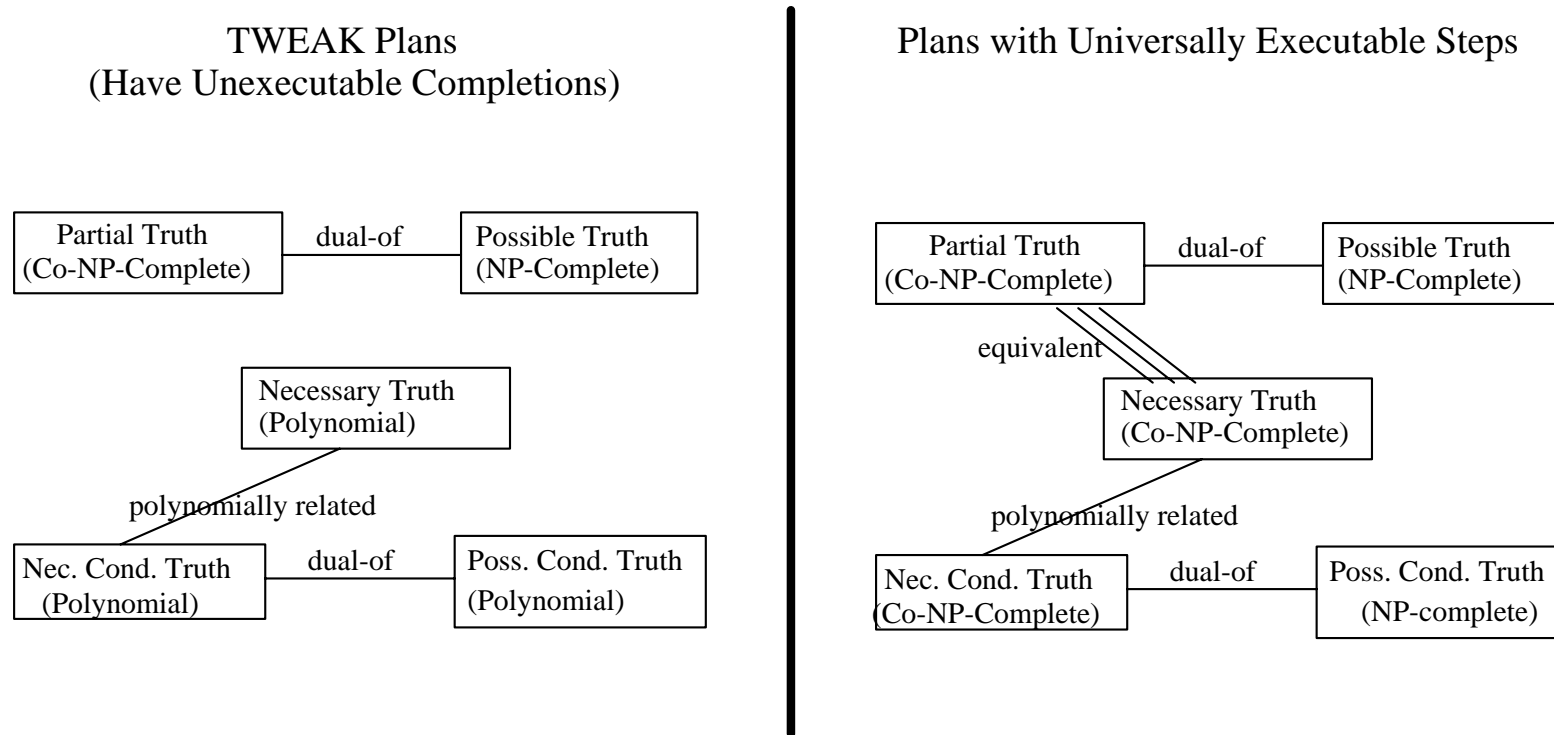 TWEAK Plans
(Have Unexecutable Completions)
Partial Truth
(Co-NP-Complete)
dual-of
Possible Truth
(NP-Complete)
Necessary Truth
(Polynomial)
polynomially related
Nec. Cond. Truth
(Polynomial)
dual-of
Poss. Cond. Truth
(Polynomial)
Plans with Universally Executable Steps
Partial Truth
(Co-NP-Complete)
dual-of
Possible Truth
(NP-Complete)
equivalent
Necessary Truth
(Co-NP-Complete)
polynomially related
Nec. Cond. Truth
(Co-NP-Complete)
dual-of
Poss. Cond. Truth
(NP-complete)